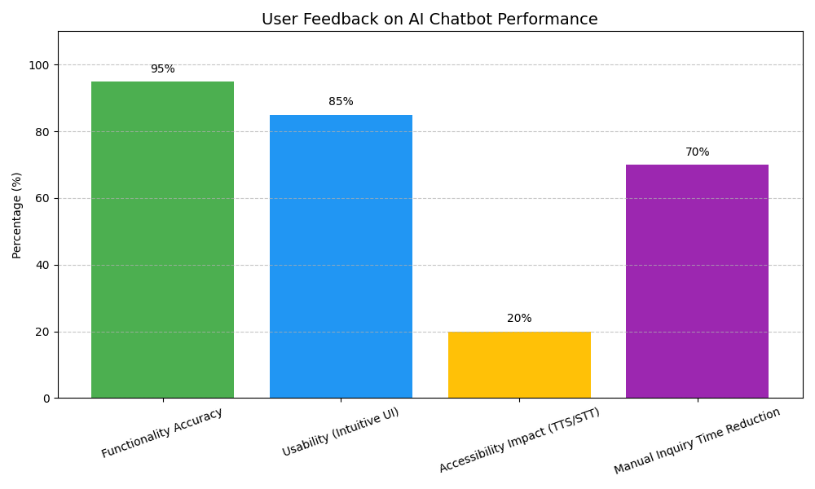 User Feedback on AI Chatbot Performance
Percentage (%)
100
80
60
40
20
0
95%
85%
20%
70%
Functionality Accuracy
Usability (Intuitive UI)
Accessibility Impact (TTS/STT)
Manual Inquiry Time Reduction